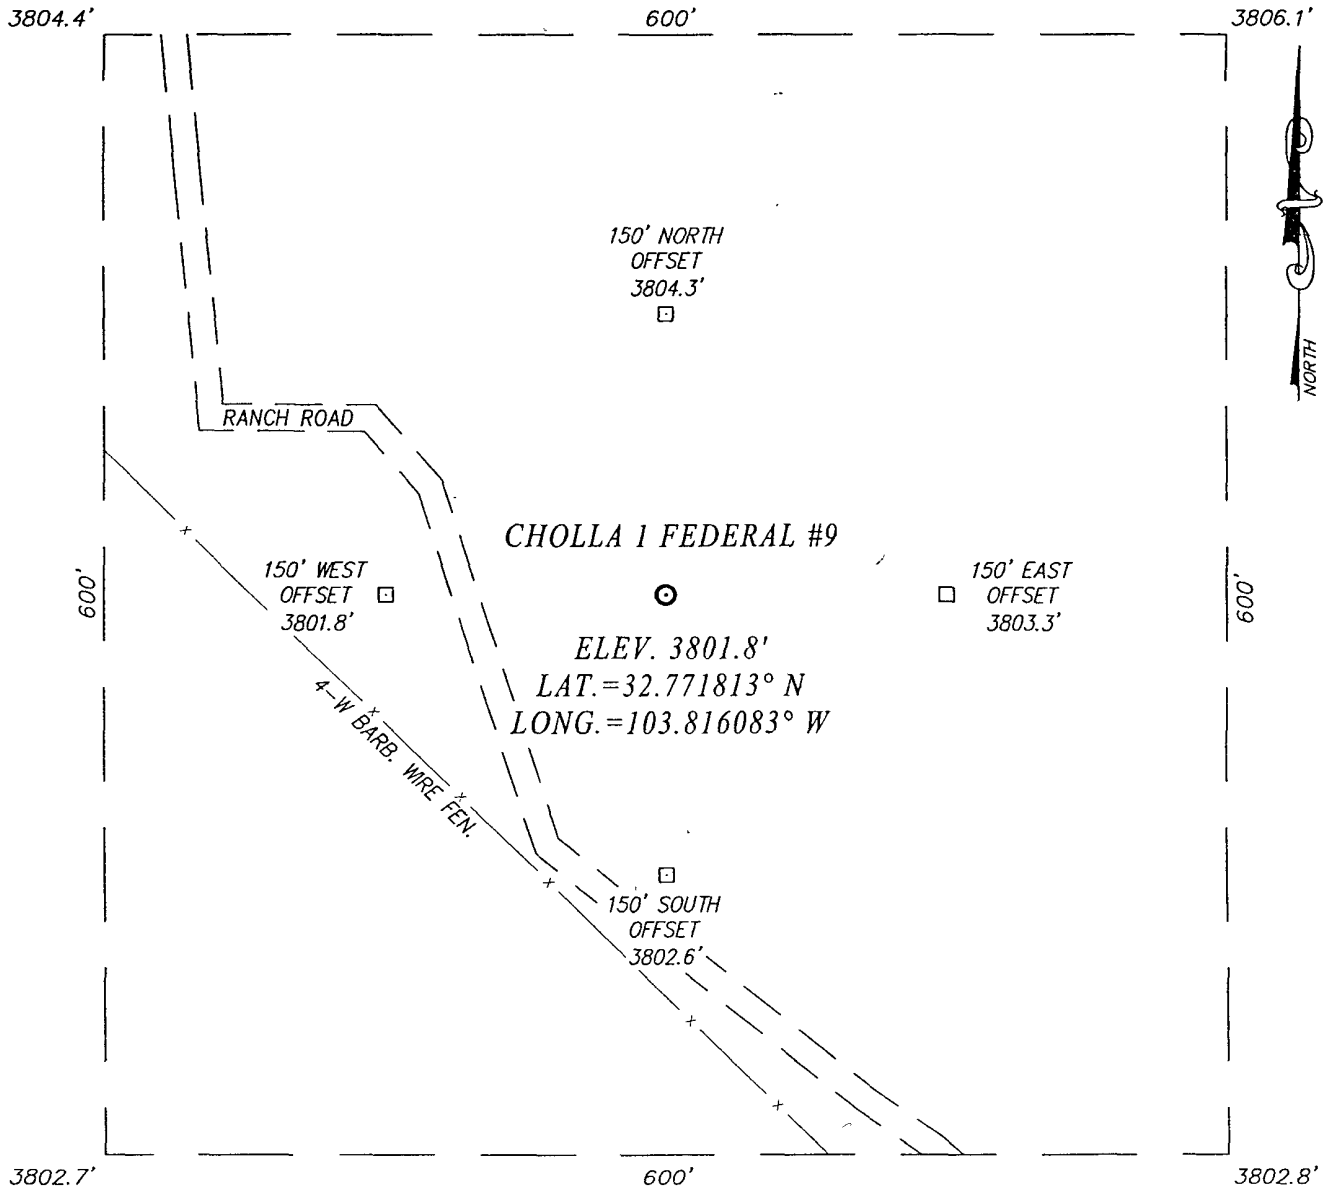 3804.4'
600'
3806.1'
150' NORTH
OFFSET
3804.3'
NORTH
RANCH ROAD
CHOLLA 1 FEDERAL #9
150' WEST
OFFSET
3801.8'
150' EAST
OFFSET
3803.3'
600'
600'
ELEV. 3801.8'
LAT.=32.771813° N
LONG.=103.816083° W
4-W BARB. WIRE FEN.
150' SOUTH
OFFSET
3802.6'
3802.7'
600'
3802.8'